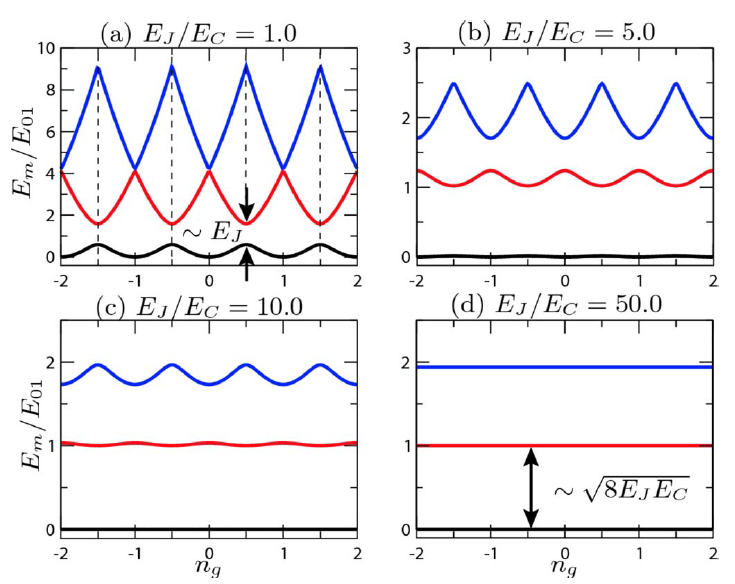 (a) E_J/E_C = 1.0
(b) E_J/E_C = 5.0
E_m/E_01
10
8
6
4
2
0
~ E_J
-2 -1 0 1 2
3
2
1
0
-2 -1 0 1 2
(c) E_J/E_C = 10.0
(d) E_J/E_C = 50.0
E_m/E_01
2
1
0
-2 -1 0 1 2
n_g
2
1
0
~ √8E_JE_C
-2 -1 0 1 2
n_g